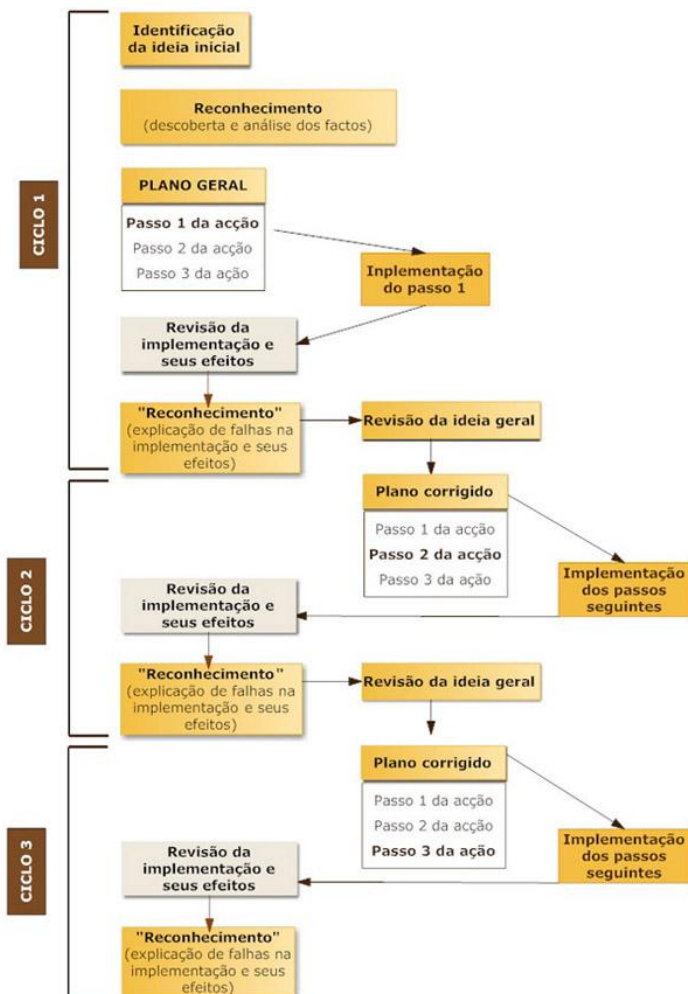 CICLO 1
Identificação
da ideia inicial
Reconhecimento
(descoberta e análise dos factos)
PLANO GERAL
Passo 1 da acção
Passo 2 da acção
Passo 3 da ação
Inplementação
do passo 1
Revisão da
implementação e
seus efeitos
"Reconhecimento"
(explicação de falhas na
implementação e seus
efeitos)
Revisão da ideia geral
CICLO 2
Plano corrigido
Passo 1 da acção
Passo 2 da acção
Passo 3 da ação
Implementação
dos passos
seguintes
Revisão da
implementação e
seus efeitos
"Reconhecimento"
(explicação de falhas na
implementação e seus
efeitos)
Revisão da ideia geral
CICLO 3
Plano corrigido
Passo 1 da acção
Passo 2 da acção
Passo 3 da ação
Implementação
dos passos
seguintes
Revisão da
implementação e
seus efeitos
"Reconhecimento"
(explicação de falhas na
implementação e seus
efeitos)